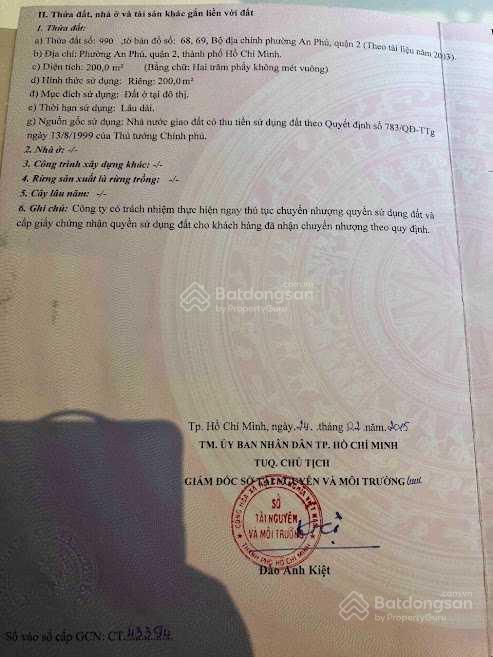 II. Thửa đất, nhà ở và tài sản khác gắn liền với đất
1. Thửa đất:
a) Thửa đất số: 990 ,tờ bản đồ số: 68, 69, Bộ địa chính phường An Phú, quận 2 (Theo tài liệu năm 2003).
b) Địa chỉ: Phường An Phú, quận 2, thành phố Hồ Chí Minh.
c) Diện tích: 200,0 m² (Bằng chữ: Hai trăm phẩy không mét vuông)
d) Hình thức sử dụng: Riêng: 200,0m²
đ) Mục đích sử dụng: Đất ở tại đô thị.
e) Thời hạn sử dụng: Lâu dài.
g) Nguồn gốc sử dụng: Nhà nước giao đất có thu tiền sử dụng đất theo Quyết định số 783/QĐ-TTg
ngày 13/8/1999 của Thủ tướng Chính phủ.
2. Nhà ở: -/-
3. Công trình xây dựng khác: -/-
4. Rừng sản xuất là rừng trồng: -/-
5. Cây lâu năm: -/-
6. Ghi chú: Công ty có trách nhiệm thực hiện ngay thủ tục chuyển nhượng quyền sử dụng đất và
cấp giấy chứng nhận quyền sử dụng đất cho khách hàng đã nhận chuyển nhượng theo quy định.
Batdongsan.com.vn
by PropertyGuru
Tp. Hồ Chí Minh, ngày.24.tháng 02.năm.2015
TM. ỦY BAN NHÂN DÂN TP. HỒ CHÍ MINH
TUQ. CHỦ TỊCH
GIÁM ĐỐC SỞ TÀI NGUYÊN VÀ MÔI TRƯỜNG
SỞ
TÀI NGUYÊN
VÀ MÔI TRƯỜNG
THÀNH PHỐ HỒ CHÍ MINH
Đào Anh Kiệt
Batdongsan.com.vn
by PropertyGuru
Số vào sổ cấp GCN: CT.43394